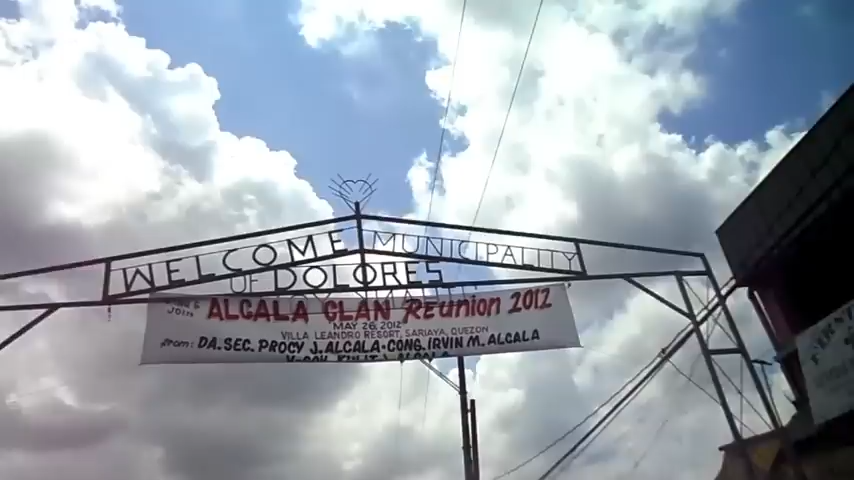 WELCOME MUNICIPALITY
OF DOLORES
JOIN
ALCALA CLAN Reunion 2012
MAY 26, 2012
VILLA LEANDRO RESORT, SARIAYA, QUEZON
From: DA. SEC. PROCY J. ALCALA • CONG. IRVIN M. ALCALA